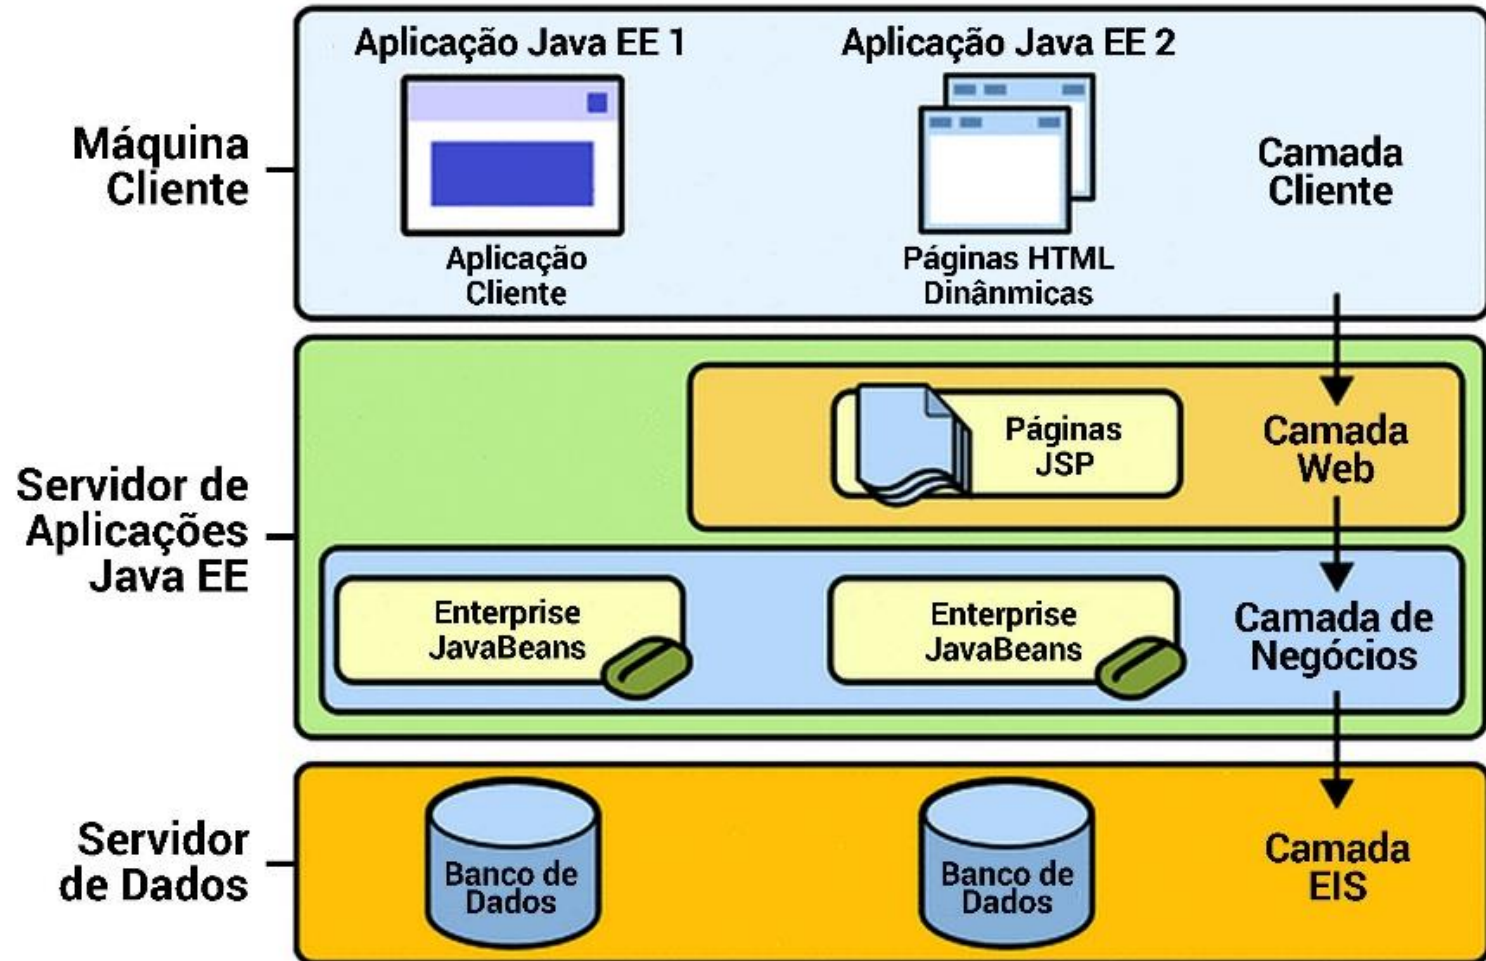 Aplicação Java EE 1
Aplicação Java EE 2
Máquina
Cliente
Aplicação
Cliente
Páginas HTML
Dinânmicas
Camada
Cliente
Servidor de
Aplicações
Java EE
Páginas
JSP
Camada
Web
Enterprise
JavaBeans
Enterprise
JavaBeans
Camada de
Negócios
Servidor
de Dados
Banco de
Dados
Banco de
Dados
Camada
EIS